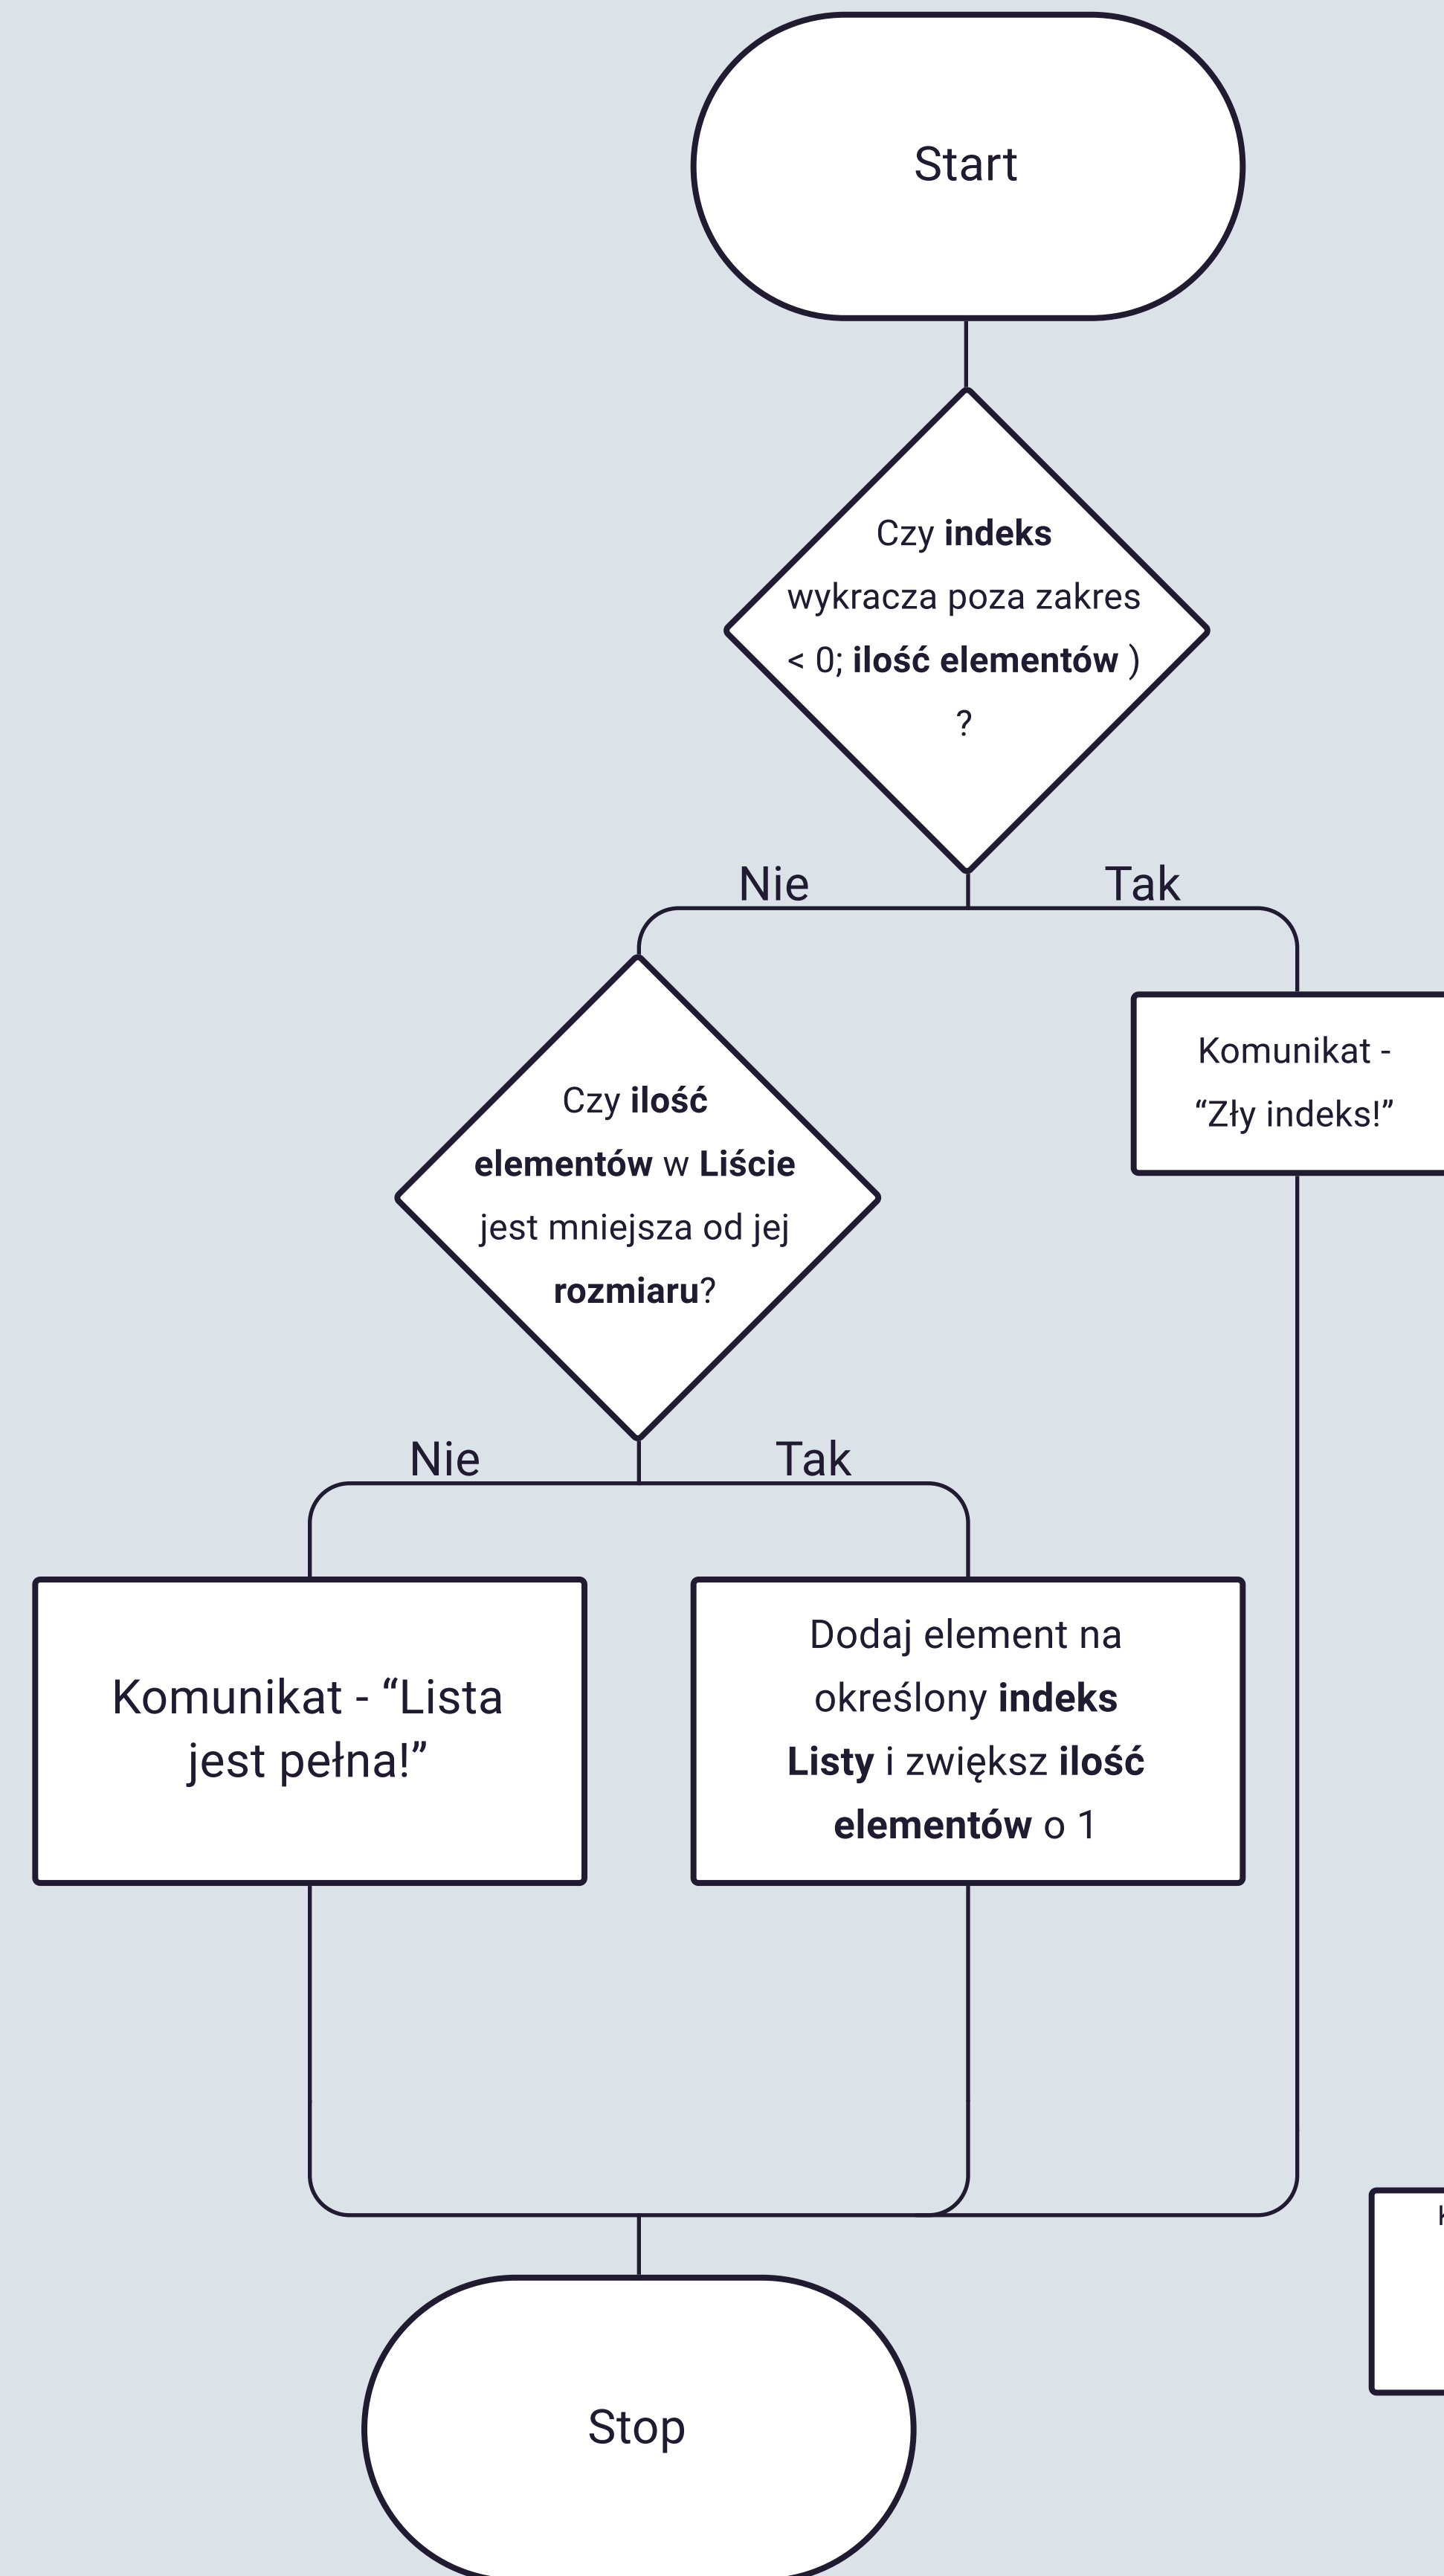 Start
Czy indeks
wykracza poza zakres
< 0; ilość elementów )
?
Nie
Tak
Komunikat -
“Zły indeks!”
Czy ilość
elementów w Liście
jest mniejsza od jej
rozmiaru?
Nie
Tak
Komunikat - “Lista
jest pełna!”
Dodaj element na
określony indeks
Listy i zwiększ ilość
elementów o 1
Stop